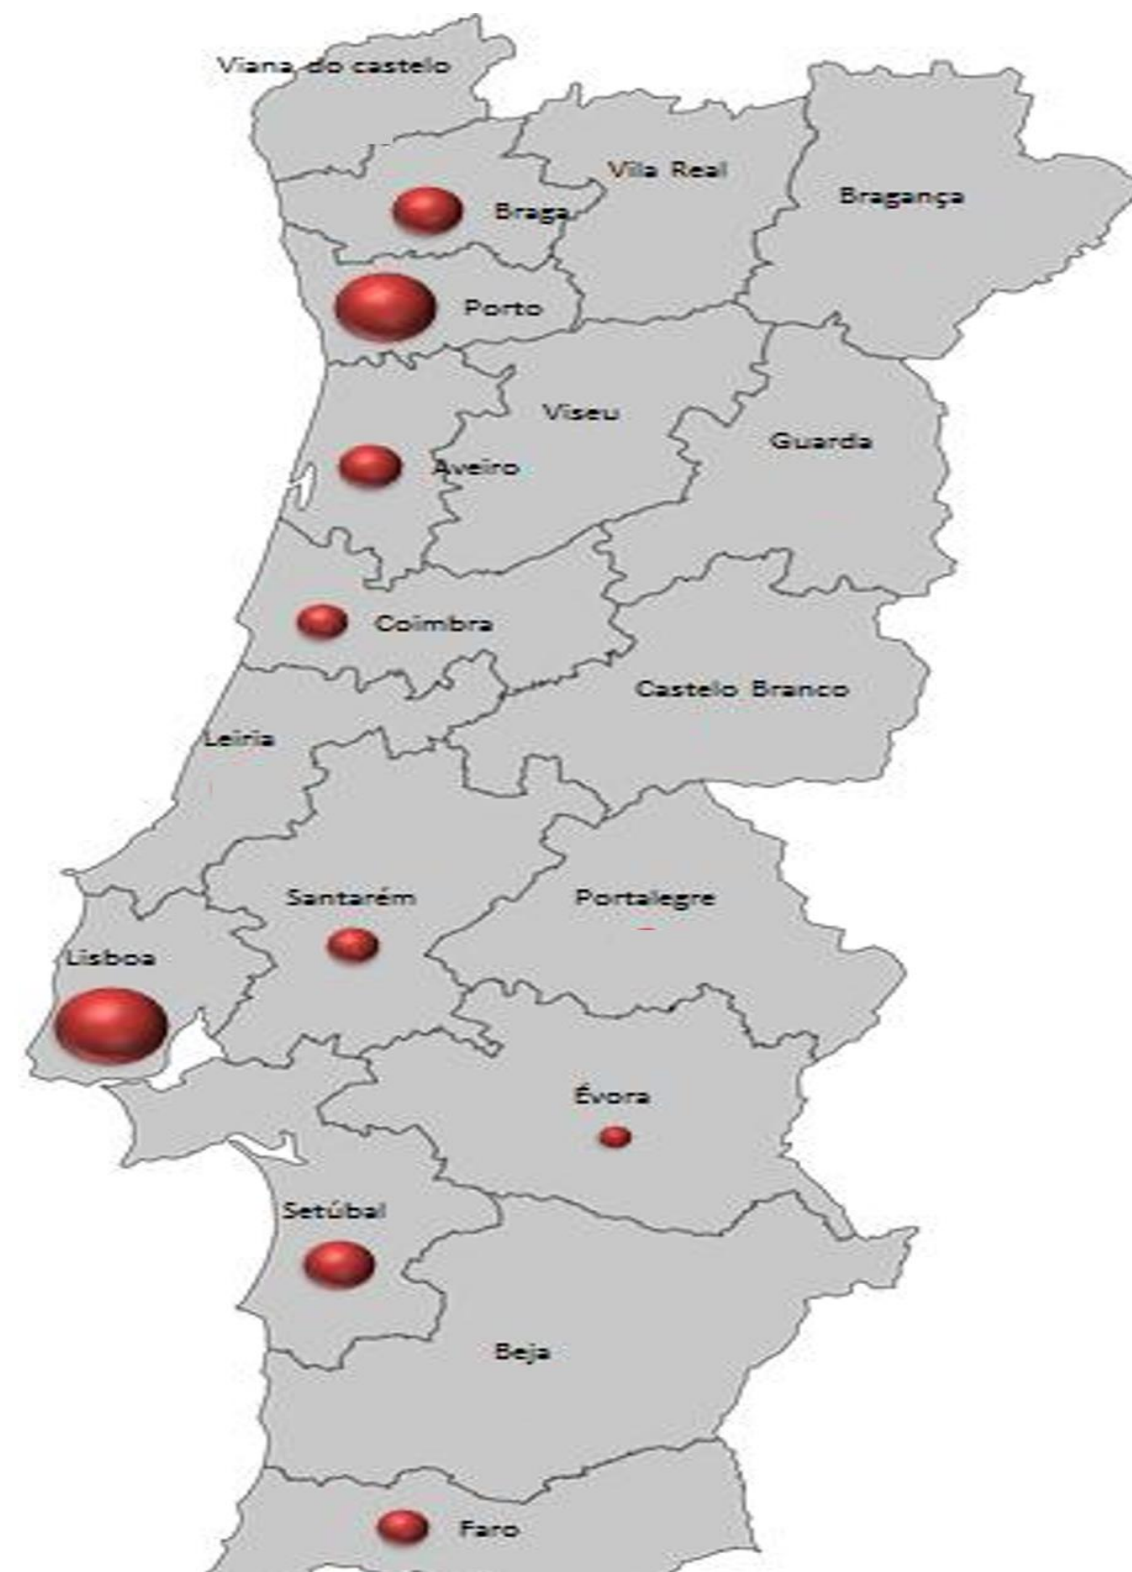 Viana do castelo
Vila Real
Bragança
Braga
Porto
Viseu
Guarda
Aveiro
Coimbra
Castelo Branco
Leiria
Santarém
Portalegre
Lisboa
Évora
Setúbal
Beja
Faro